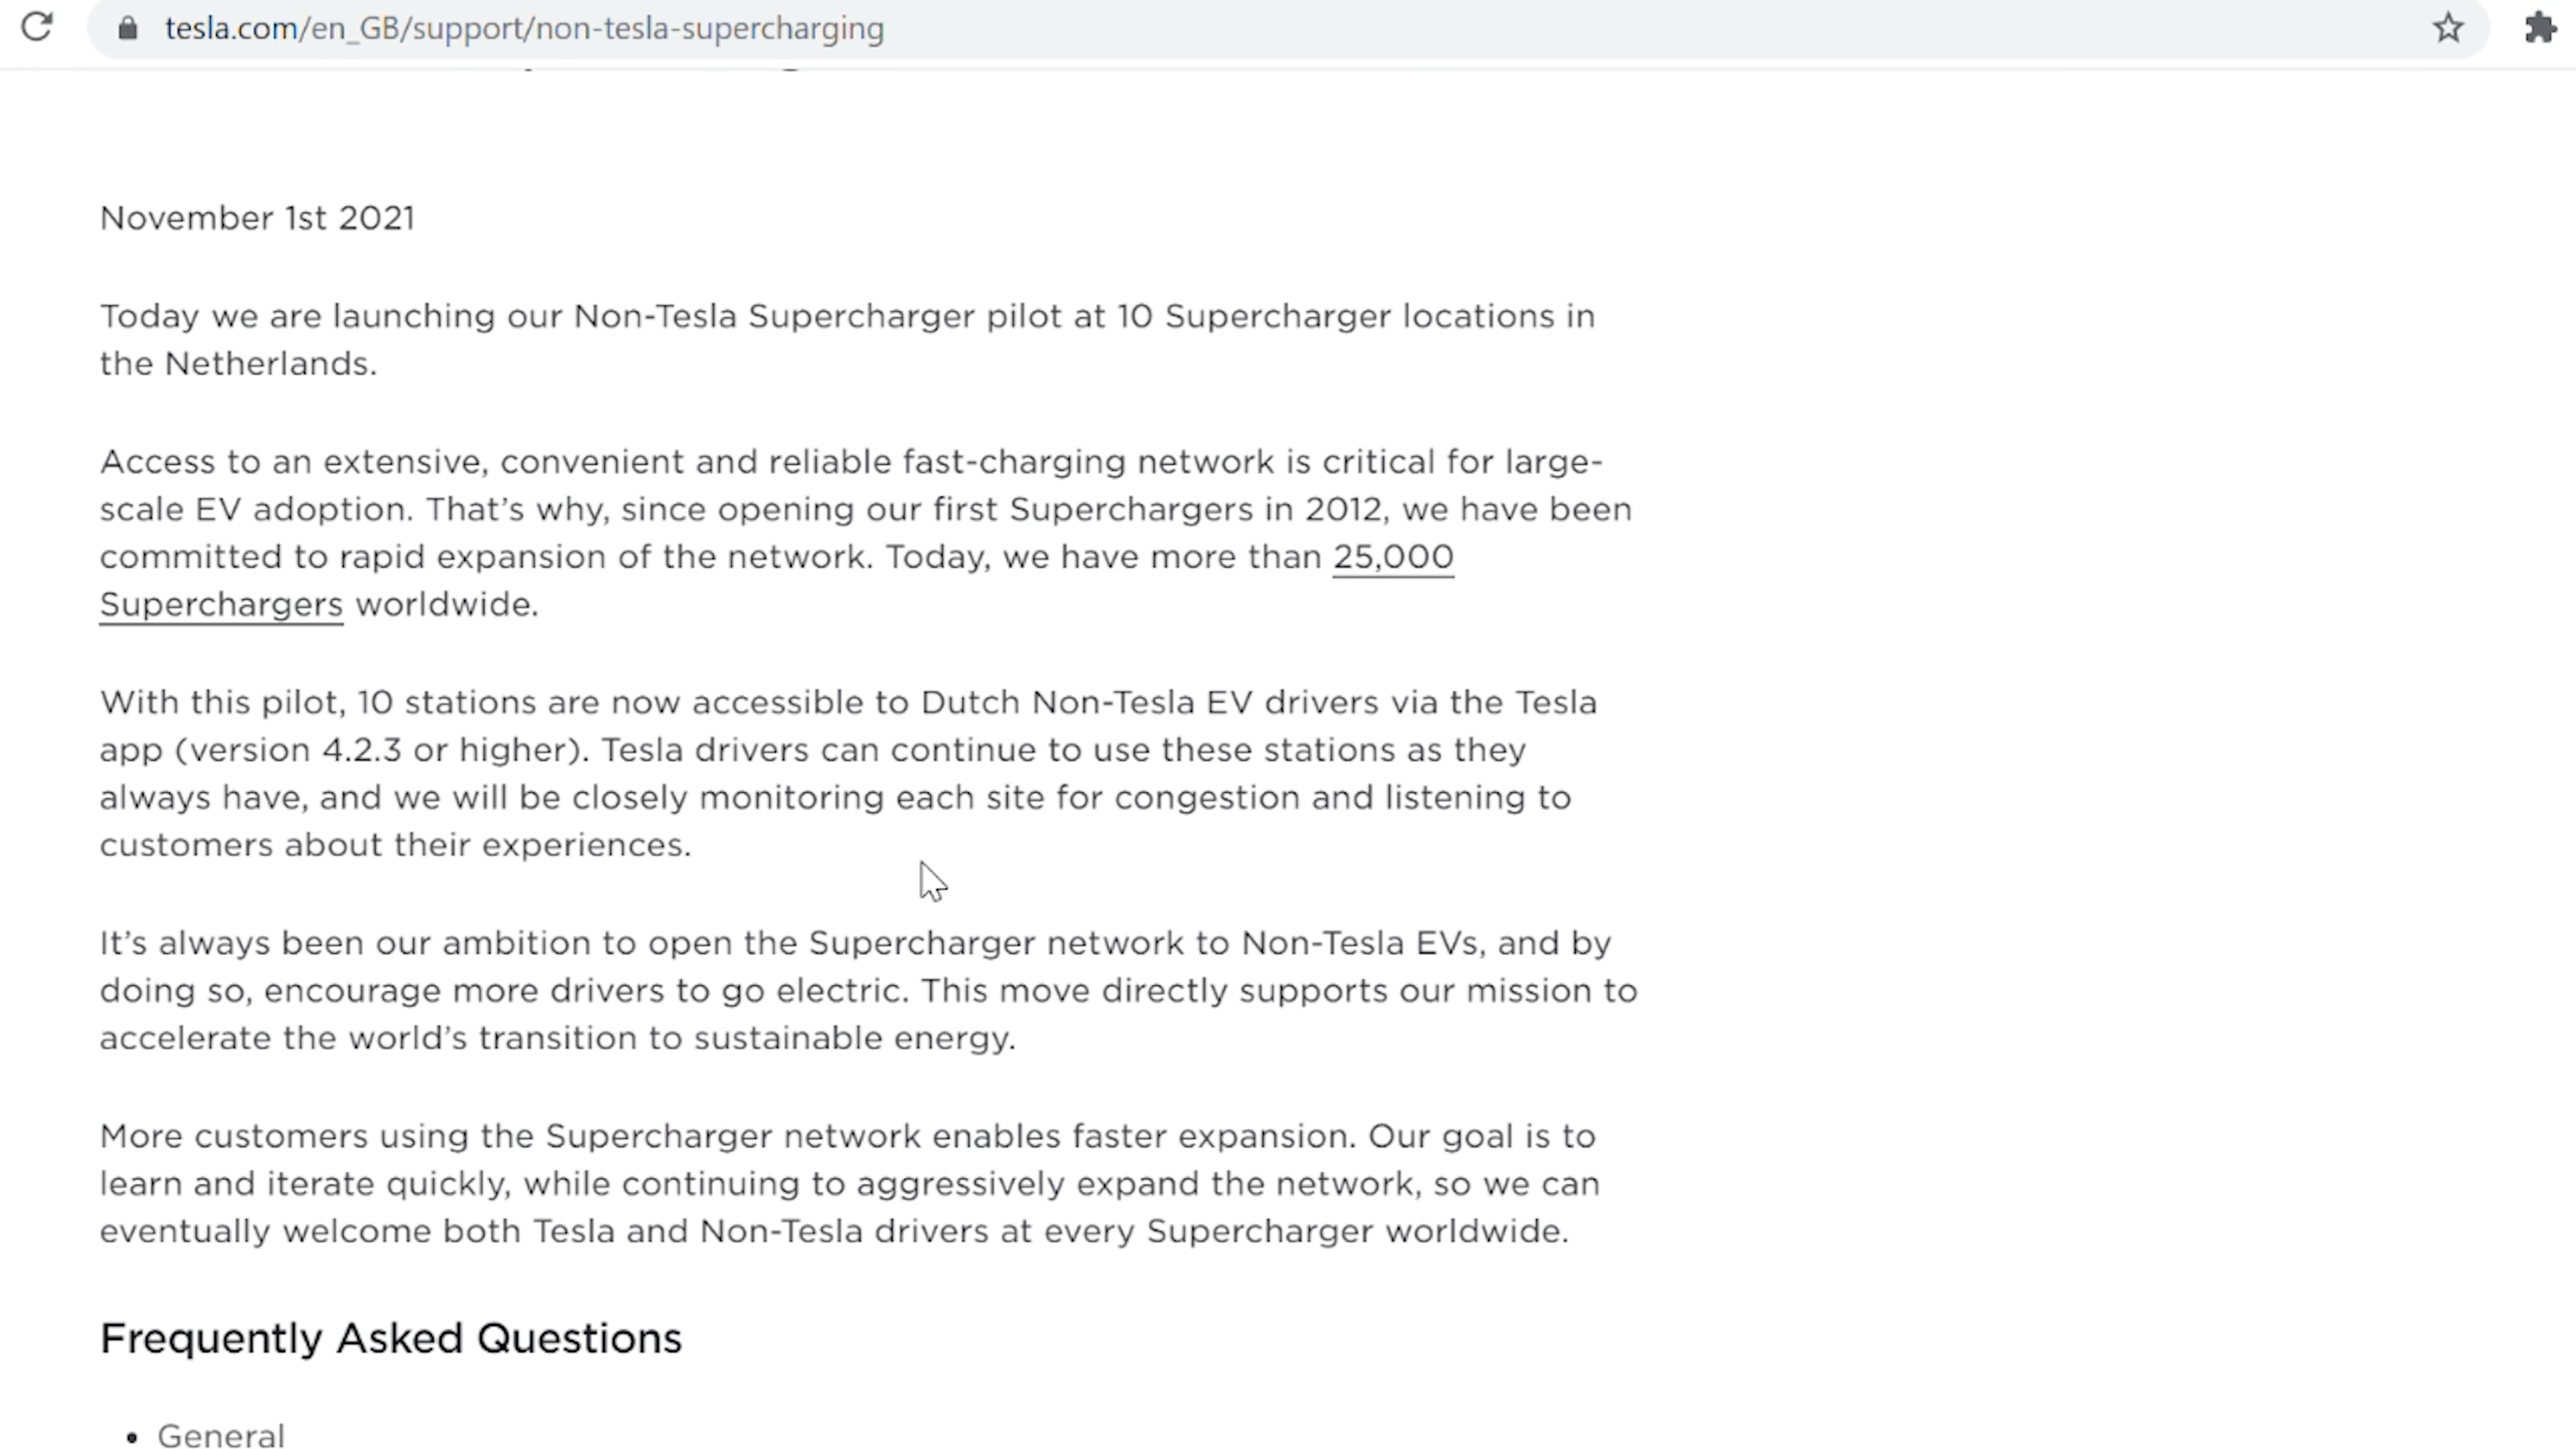 tesla.com/en_GB/support/non-tesla-supercharging
November 1st 2021
Today we are launching our Non-Tesla Supercharger pilot at 10 Supercharger locations in
the Netherlands.
Access to an extensive, convenient and reliable fast-charging network is critical for large-
scale EV adoption. That’s why, since opening our first Superchargers in 2012, we have been
committed to rapid expansion of the network. Today, we have more than 25,000
Superchargers worldwide.
With this pilot, 10 stations are now accessible to Dutch Non-Tesla EV drivers via the Tesla
app (version 4.2.3 or higher). Tesla drivers can continue to use these stations as they
always have, and we will be closely monitoring each site for congestion and listening to
customers about their experiences.
It’s always been our ambition to open the Supercharger network to Non-Tesla EVs, and by
doing so, encourage more drivers to go electric. This move directly supports our mission to
accelerate the world’s transition to sustainable energy.
More customers using the Supercharger network enables faster expansion. Our goal is to
learn and iterate quickly, while continuing to aggressively expand the network, so we can
eventually welcome both Tesla and Non-Tesla drivers at every Supercharger worldwide.
Frequently Asked Questions
• General